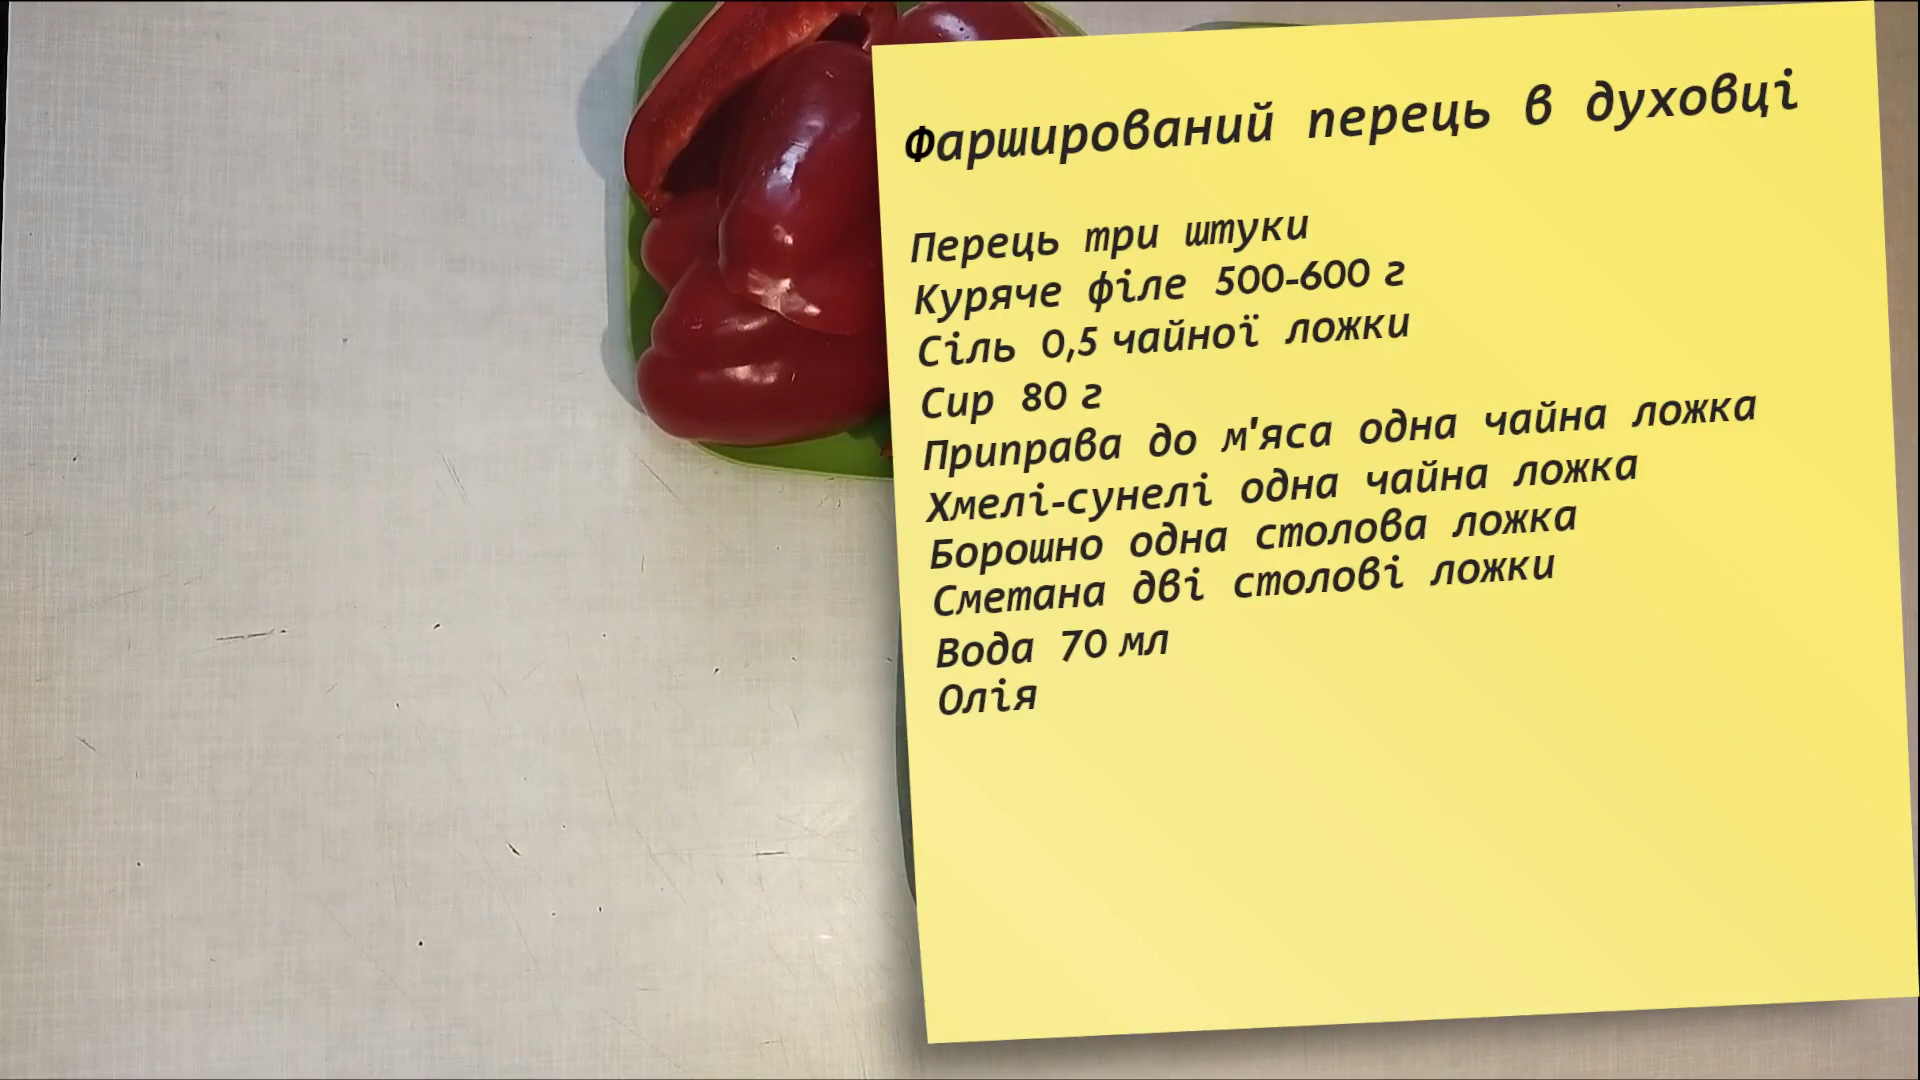 Фарширований перець в духовці
Перець три штуки
Куряче філе 500-600 г
Сіль 0,5 чайної ложки
Сир 80 г
Приправа до м'яса одна чайна ложка
Хмелі-сунелі одна чайна ложка
Борошно одна столова ложка
Сметана дві столові ложки
Вода 70 мл
Олія